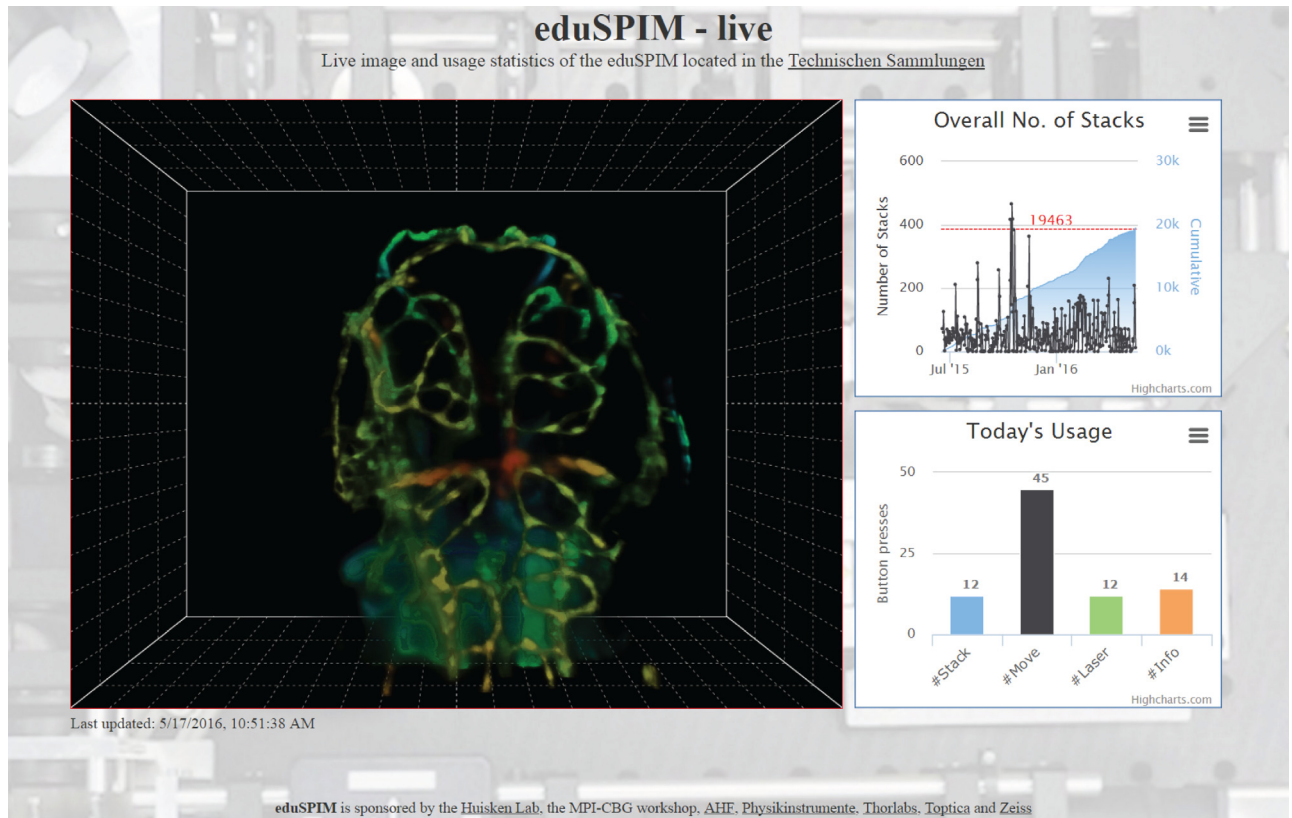 eduSPIM - live
Live image and usage statistics of the eduSPIM located in the Technischen Sammlungen
Overall No. of Stacks
600
30k
400
19463
20k
Number of Stacks
Cumulative
200
10k
0
0k
Jul '15
Jan '16
Highcharts.com
Today's Usage
50
45
Button presses
25
12
12
14
0
#Stack
#Move
#Laser
#Info
Highcharts.com
Last updated: 5/17/2016, 10:51:38 AM
eduSPIM is sponsored by the Huisken Lab, the MPI-CBG workshop, AHF, Physikinstrumente, Thorlabs, Toptica and Zeiss